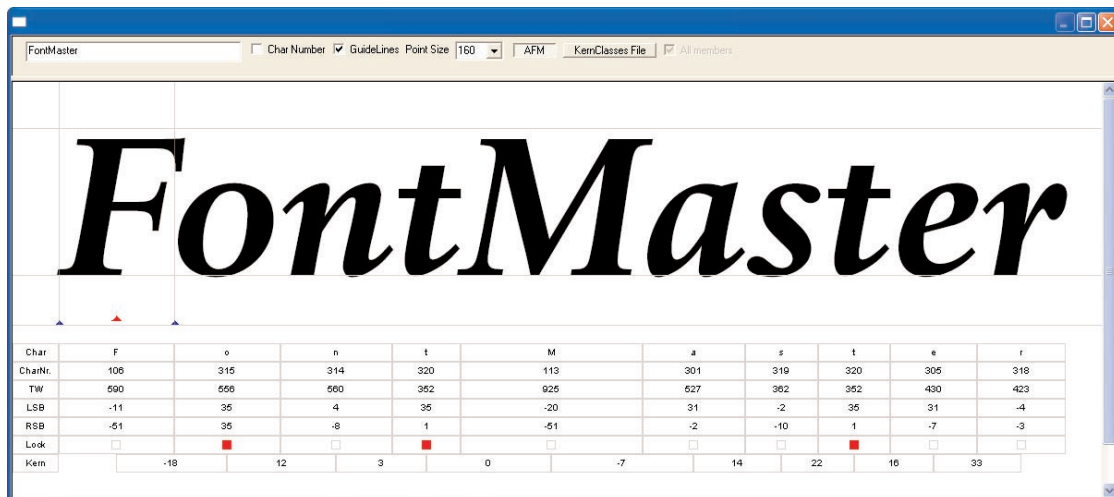 FontMaster Char Number GuideLines Point Size 160 AFM KernClasses File All members
FontMaster
Char F o n t M a s t e r
CharNr. 106 315 314 320 113 301 319 320 305 318
TW 590 556 560 352 925 527 362 352 430 423
LSB -11 35 4 35 -20 31 -2 35 31 -4
RSB -51 35 -8 1 -51 -2 -10 1 -7 -3
Lock
Kern -18 12 3 0 -7 14 22 16 33